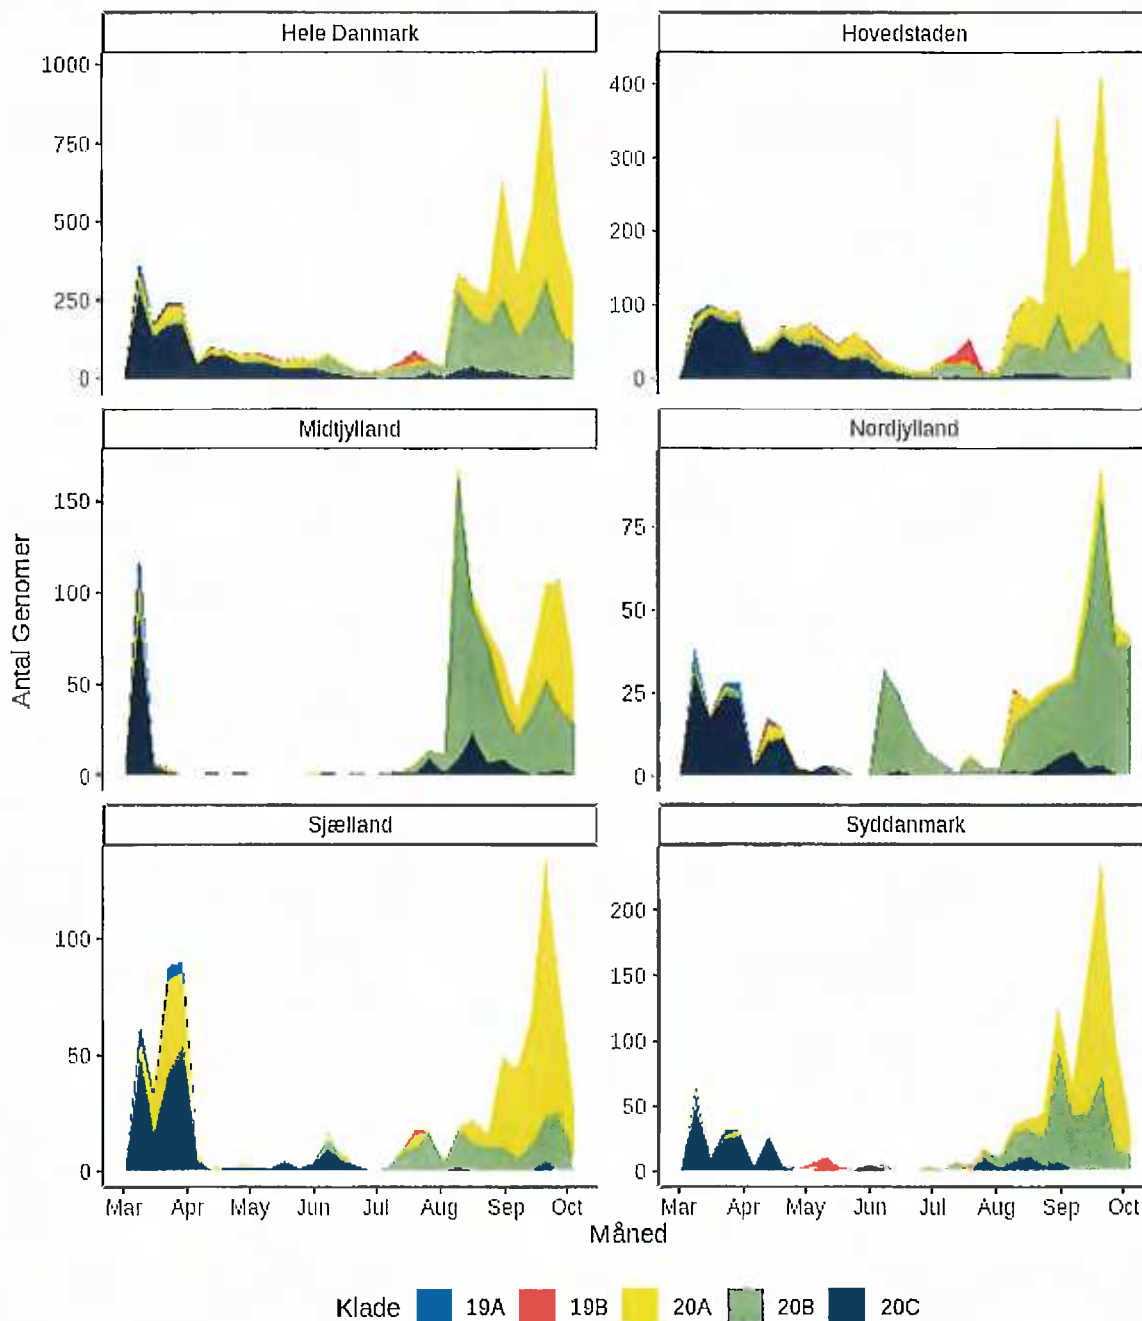 Hele Danmark
Hovedstaden
1000
750
500
250
0
400
300
200
100
0
Midtjylland
Nordjylland
150
100
50
0
75
50
25
0
Antal Genomer
Sjælland
Syddanmark
100
50
0
200
150
100
50
0
Mar Apr May Jun Jul Aug Sep Oct
Mar Apr May Jun Jul Aug Sep Oct
Måned
Klade 19A 19B 20A 20B 20C